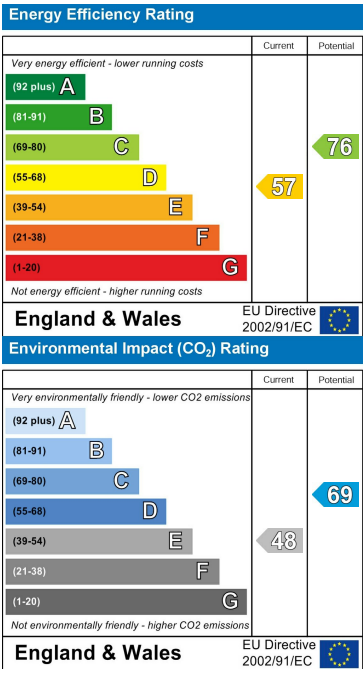 Energy Efficiency Rating
Current Potential
Very energy efficient - lower running costs
(92 plus) A
(81-91) B
(69-80) C
76
(55-68) D
57
(39-54) E
(21-38) F
(1-20) G
Not energy efficient - higher running costs
England & Wales
EU Directive
2002/91/EC
Environmental Impact (CO₂) Rating
Current Potential
Very environmentally friendly - lower CO2 emissions
(92 plus) A
(81-91) B
(69-80) C
69
(55-68) D
(39-54) E
48
(21-38) F
(1-20) G
Not environmentally friendly - higher CO2 emissions
England & Wales
EU Directive
2002/91/EC